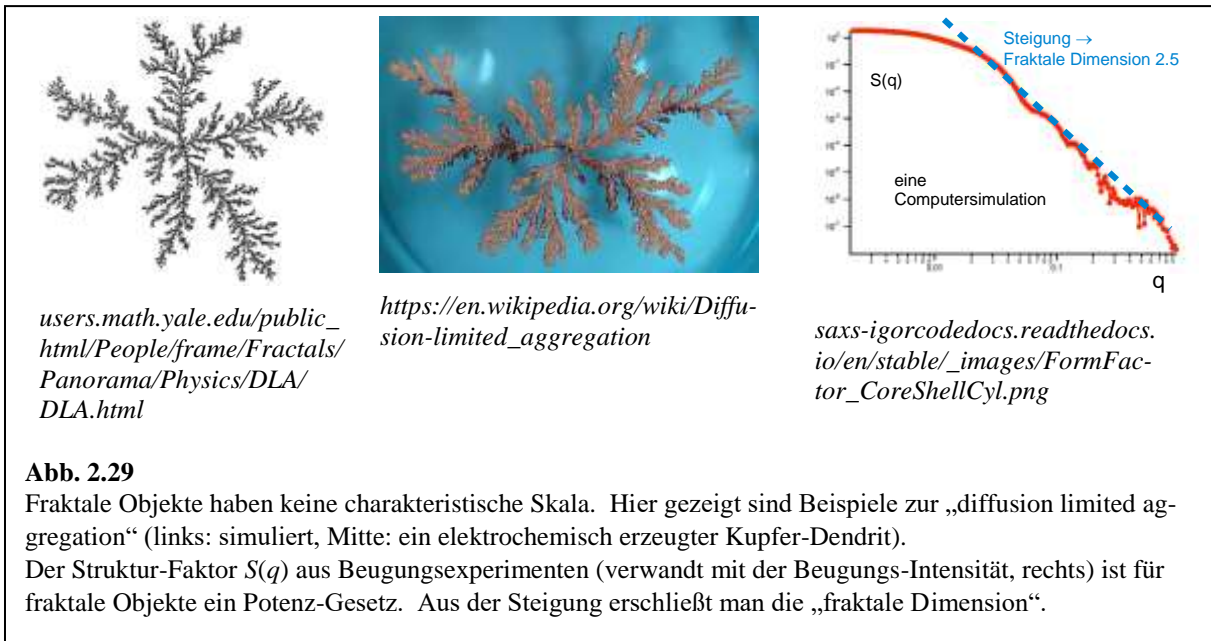 Steigung →
Fraktale Dimension 2.5
S(q)
eine
Computersimulation
0.1
q
users.math.yale.edu/public_
html/People/frame/Fractals/
Panorama/Physics/DLA/
DLA.html
https://en.wikipedia.org/wiki/Diffu-
sion-limited_aggregation
saxs-igorcodedocs.readthedocs.
io/en/stable/_images/FormFac-
tor_CoreShellCyl.png
Abb. 2.29
Fraktale Objekte haben keine charakteristische Skala. Hier gezeigt sind Beispiele zur „diffusion limited ag-
gregation“ (links: simuliert, Mitte: ein elektrochemisch erzeugter Kupfer-Dendrit).
Der Struktur-Faktor S(q) aus Beugungsexperimenten (verwandt mit der Beugungs-Intensität, rechts) ist für
fraktale Objekte ein Potenz-Gesetz. Aus der Steigung erschließt man die „fraktale Dimension“.